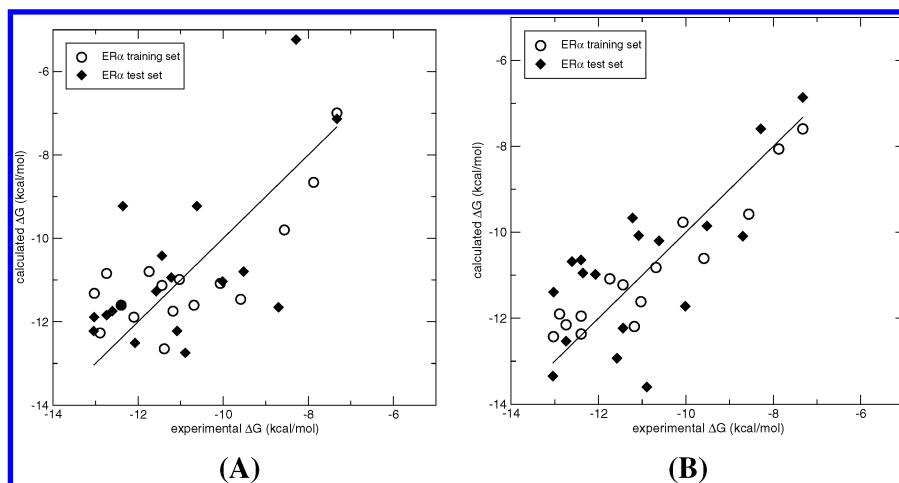 ERα training set
ERα test set
calculated ΔG (kcal/mol)
-6
-8
-10
-12
-14
-14
-12
-10
-8
-6
experimental ΔG (kcal/mol)
(A)
ERα training set
ERα test set
calculated ΔG (kcal/mol)
-6
-8
-10
-12
-14
-14
-12
-10
-8
-6
experimental ΔG (kcal/mol)
(B)